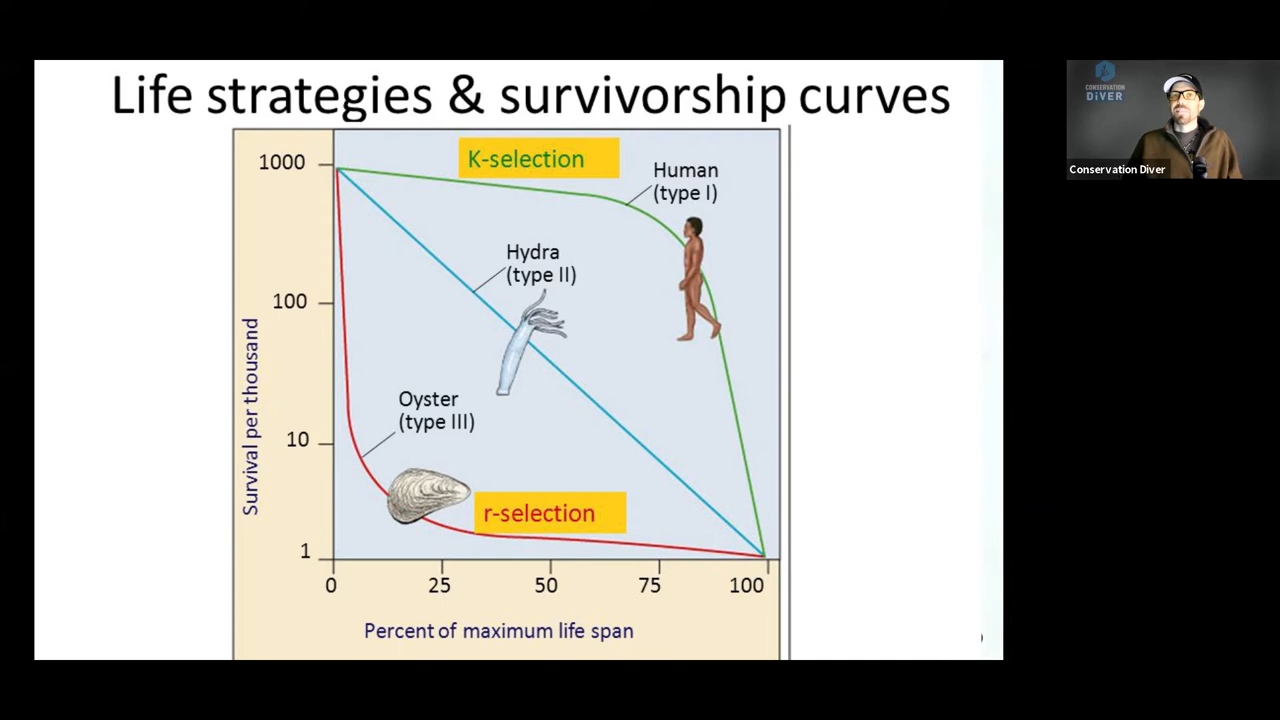 Life strategies & survivorship curves
CONSERVATION
DiVER
Conservation Diver
K-selection
Human
(type I)
Hydra
(type II)
Oyster
(type III)
r-selection
1000
100
10
1
Survival per thousand
0 25 50 75 100
Percent of maximum life span